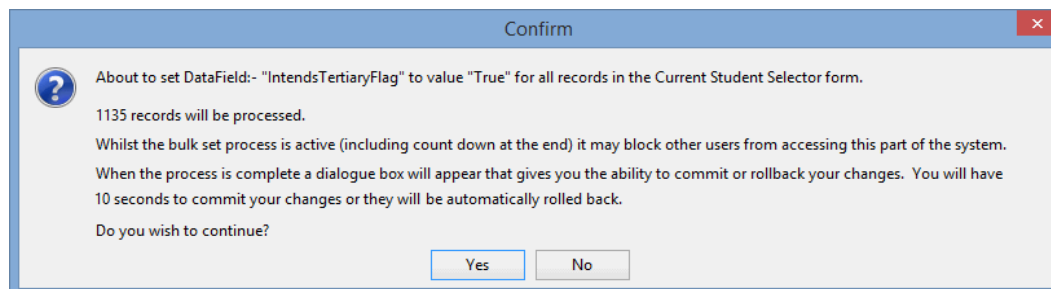 Confirm
About to set DataField:- "IntendsTertiaryFlag" to value "True" for all records in the Current Student Selector form.
1135 records will be processed.
Whilst the bulk set process is active (including count down at the end) it may block other users from accessing this part of the system.
When the process is complete a dialogue box will appear that gives you the ability to commit or rollback your changes.  You will have
10 seconds to commit your changes or they will be automatically rolled back.
Do you wish to continue?
Yes No